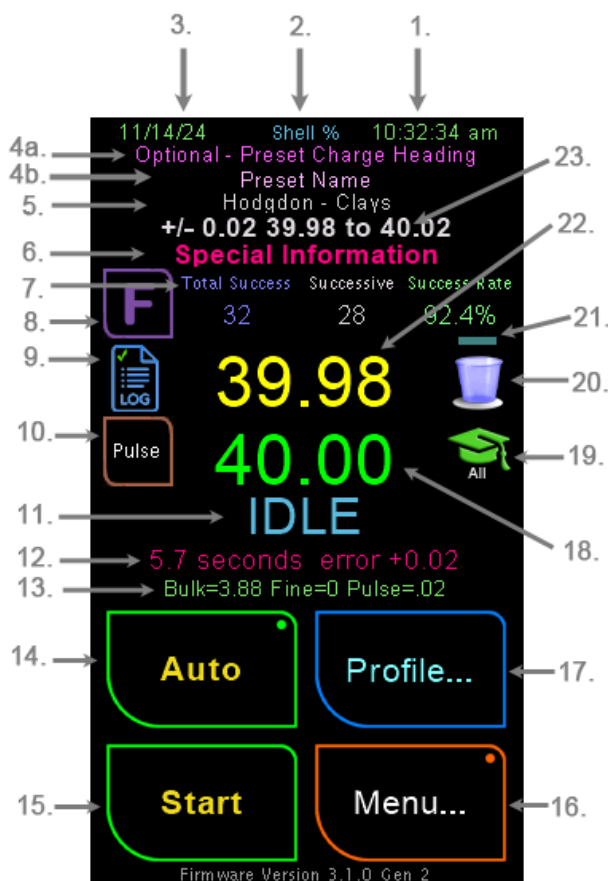 3. 2. 1.
11/14/24 Shell % 10:32:34 am
4a. Optional - Preset Charge Heading 23.
4b. Preset Name
5. Hodgdon - Clays 22.
+/- 0.02 39.98 to 40.02
6. Special Information
7. Total Success Successive Success Rate
8. F 32 28 92.4% 21.
9. LOG 39.98 20.
10. Pulse 40.00 All 19.
11. IDLE 18.
12. 5.7 seconds error +0.02
13. Bulk=3.88 Fine=0 Pulse=.02
14. Auto Profile... 17.
15. Start Menu... 16.
Firmware Version 3.1.0 Gen 2